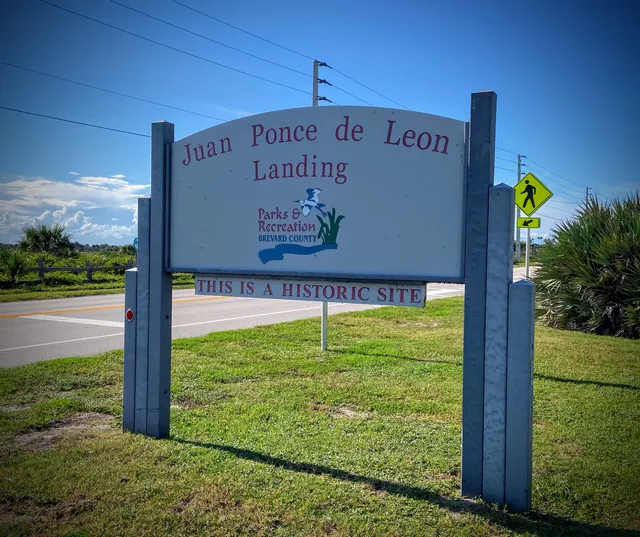 Juan Ponce de Leon
Landing
Parks &
Recreation
BREVARD COUNTY
THIS IS A HISTORIC SITE